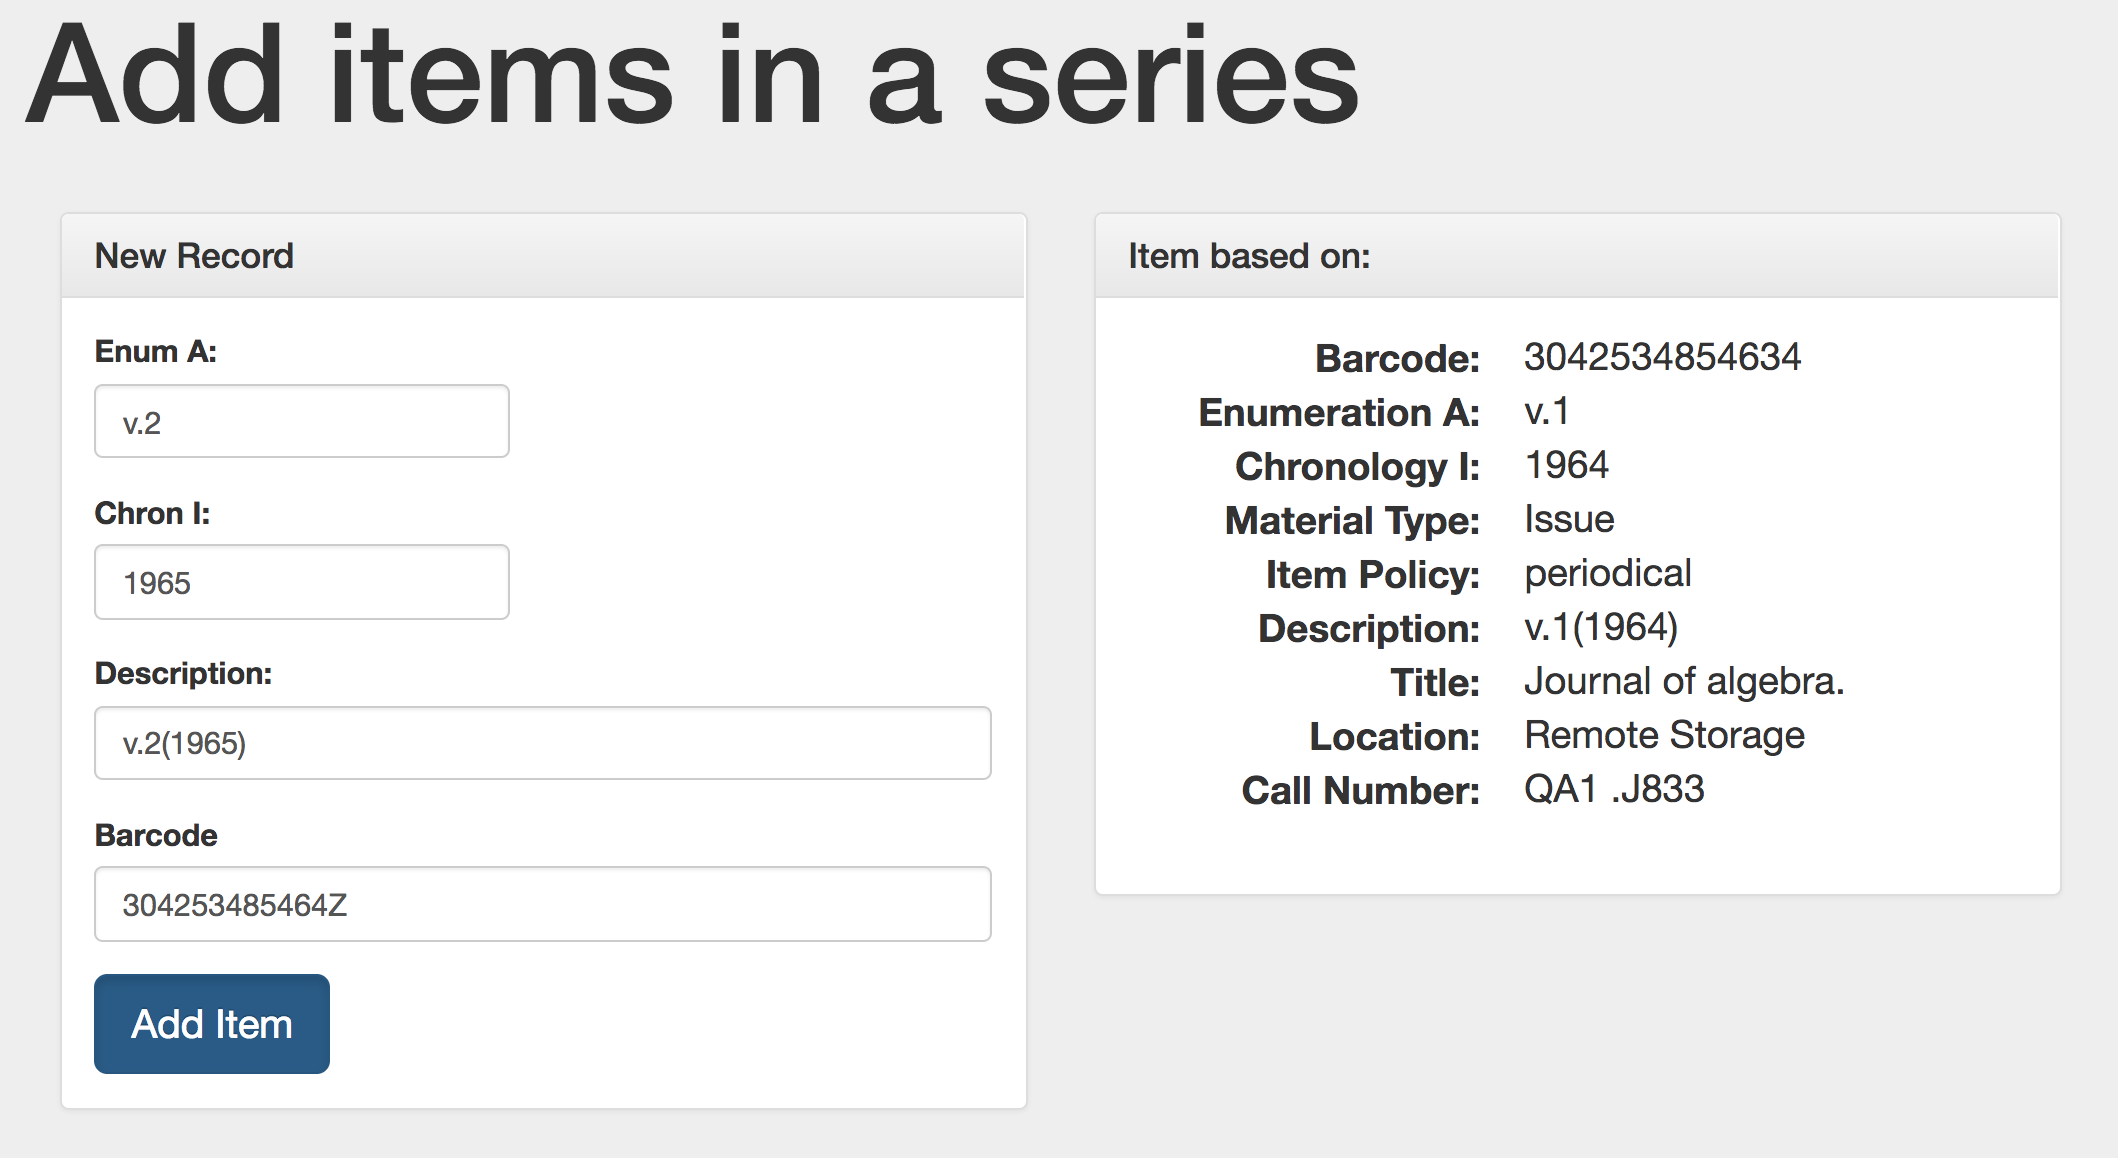 Add items in a series
New Record
Enum A:
v.2
Chron I:
1965
Description:
v.2(1965)
Barcode
304253485464Z
Add Item
Item based on:
Barcode: 3042534854634
Enumeration A: v.1
Chronology I: 1964
Material Type: Issue
Item Policy: periodical
Description: v.1(1964)
Title: Journal of algebra.
Location: Remote Storage
Call Number: QA1 .J833